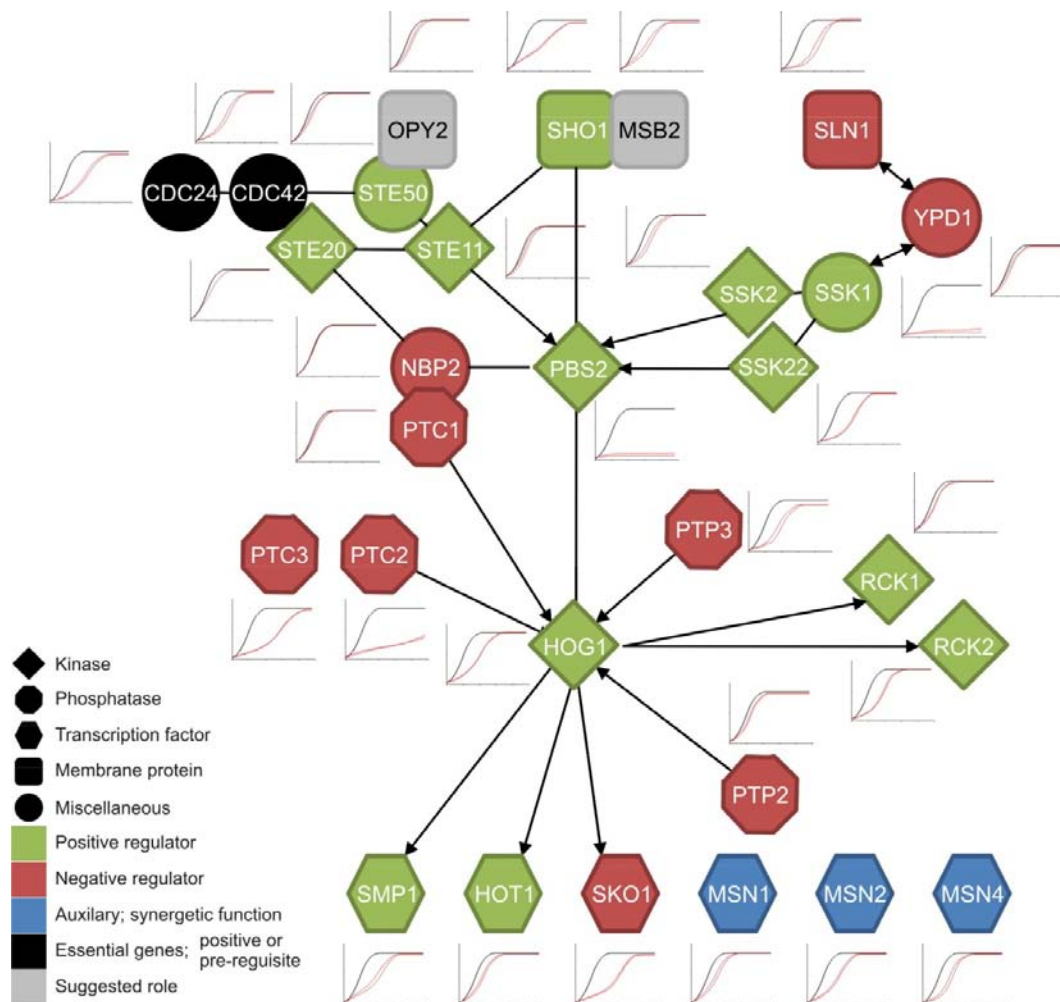 OPY2
SHO1
MSB2
SLN1
CDC24
CDC42
STE50
YPD1
STE20
STE11
SSK2
SSK1
NBP2
PBS2
SSK22
PTC1
PTC3
PTC2
PTP3
RCK1
HOG1
RCK2
Kinase
Phosphatase
Transcription factor
Membrane protein
PTP2
Miscellaneous
Positive regulator
Negative regulator
SMP1
HOT1
SKO1
MSN1
MSN2
MSN4
Auxilary; synergetic function
Essential genes; positive or
pre-reguisite
Suggested role